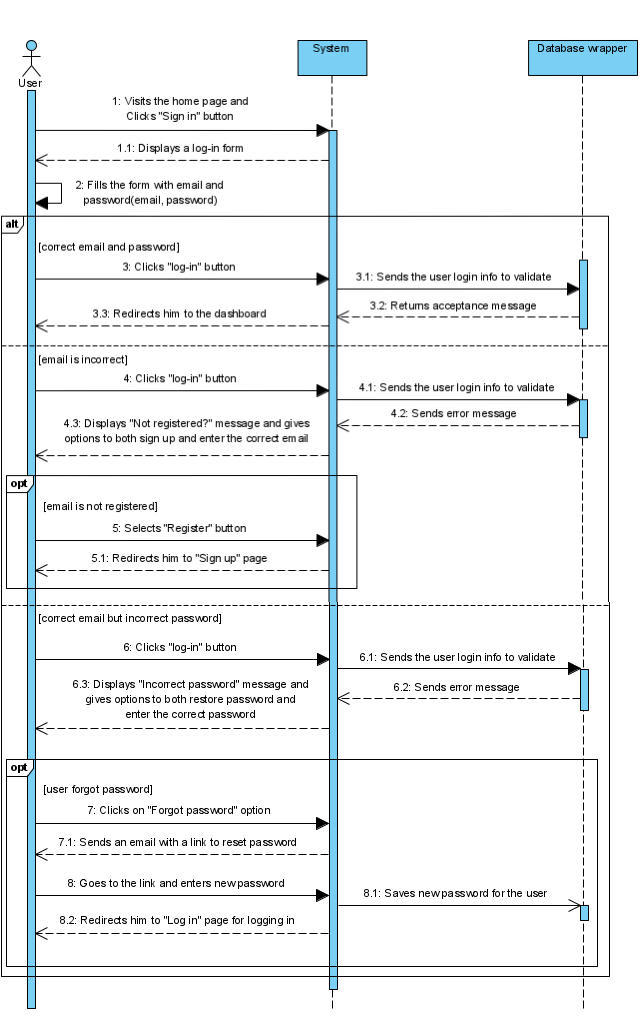 System
Database wrapper
User
1: Visits the home page and
Clicks "Sign in" button
1.1: Displays a log-in form
2: Fills the form with email and
password(email, password)
alt
[correct email and password]
3: Clicks "log-in" button
3.1: Sends the user login info to validate
3.2: Returns acceptance message
3.3: Redirects him to the dashboard
[email is incorrect]
4: Clicks "log-in" button
4.1: Sends the user login info to validate
4.2: Sends error message
4.3: Displays "Not registered?" message and gives
options to both sign up and enter the correct email
opt
[email is not registered]
5: Selects "Register" button
5.1: Redirects him to "Sign up" page
[correct email but incorrect password]
6: Clicks "log-in" button
6.1: Sends the user login info to validate
6.2: Sends error message
6.3: Displays "Incorrect password" message and
gives options to both restore password and
enter the correct password
opt
[user forgot password]
7: Clicks on "Forgot password" option
7.1: Sends an email with a link to reset password
8: Goes to the link and enters new password
8.1: Saves new password for the user
8.2: Redirects him to "Log in" page for logging in